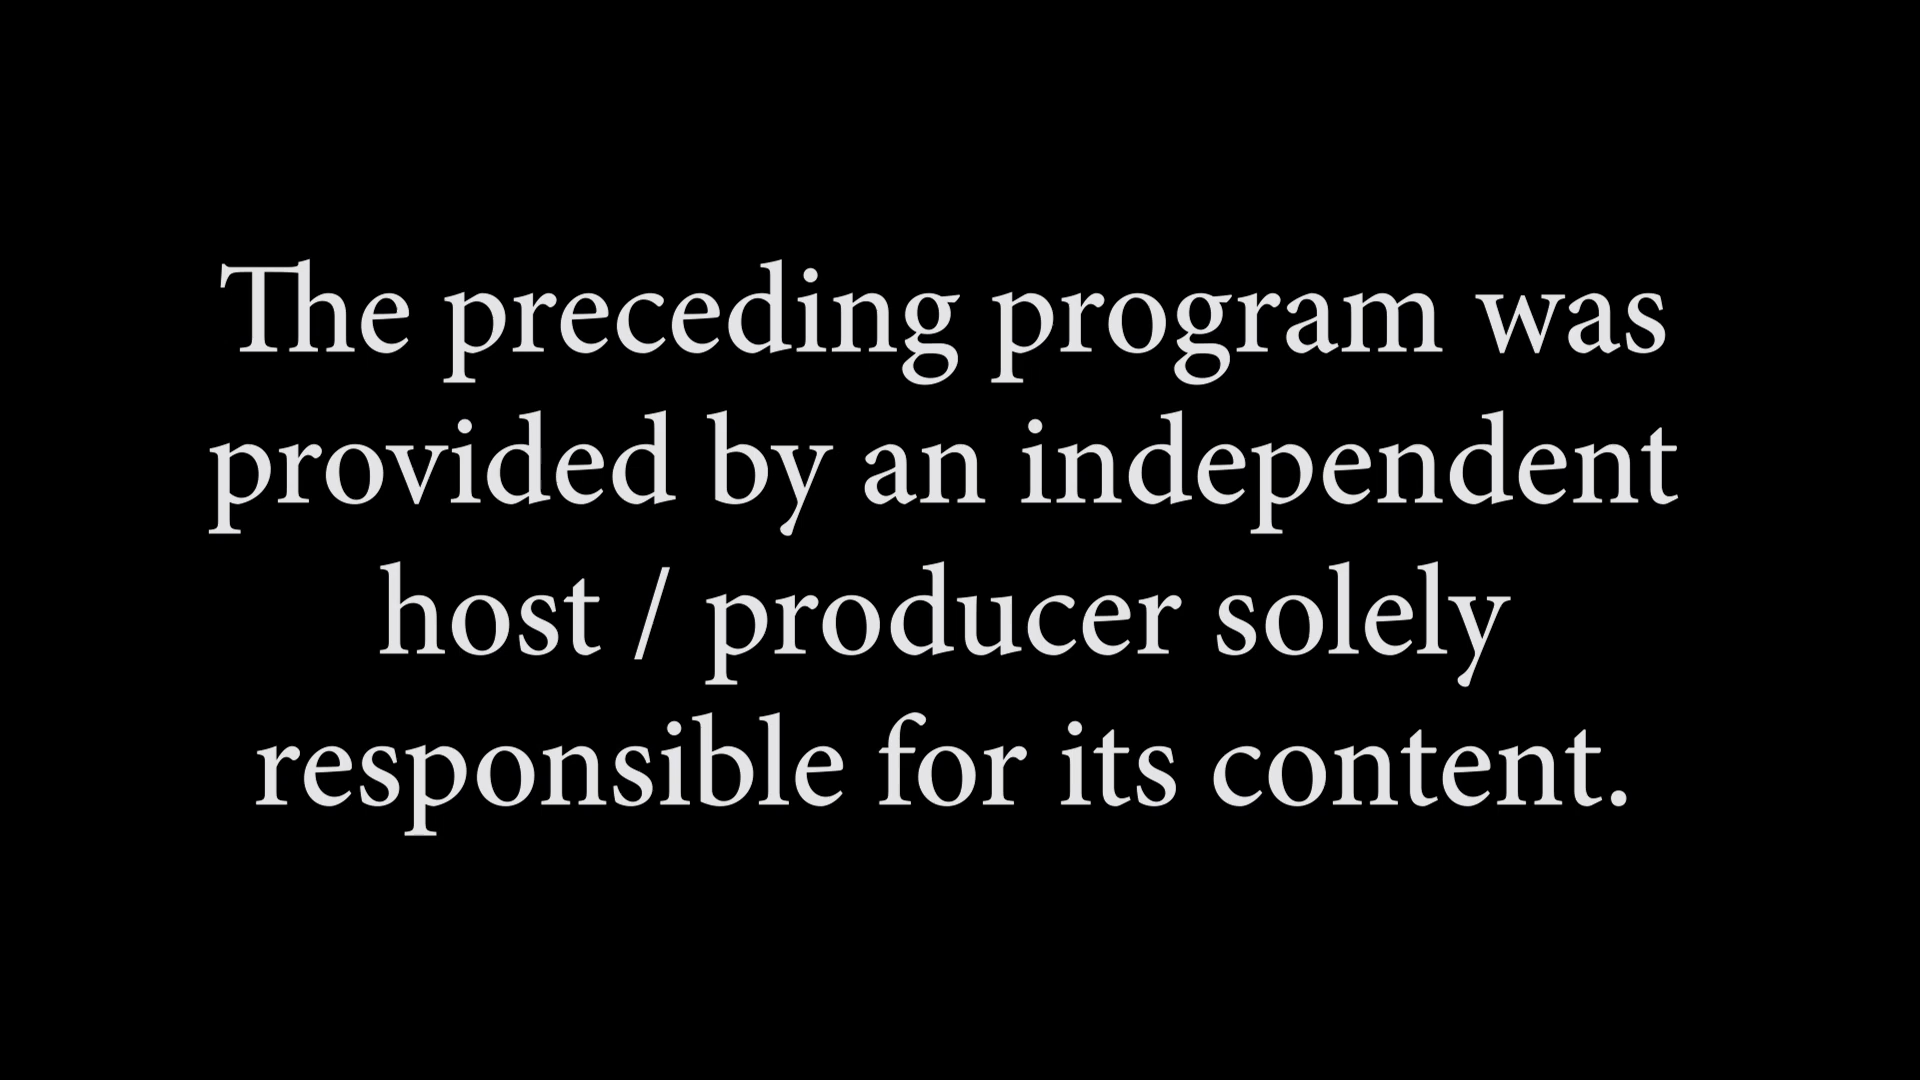 The preceding program was
provided by an independent
host / producer solely
responsible for its content.